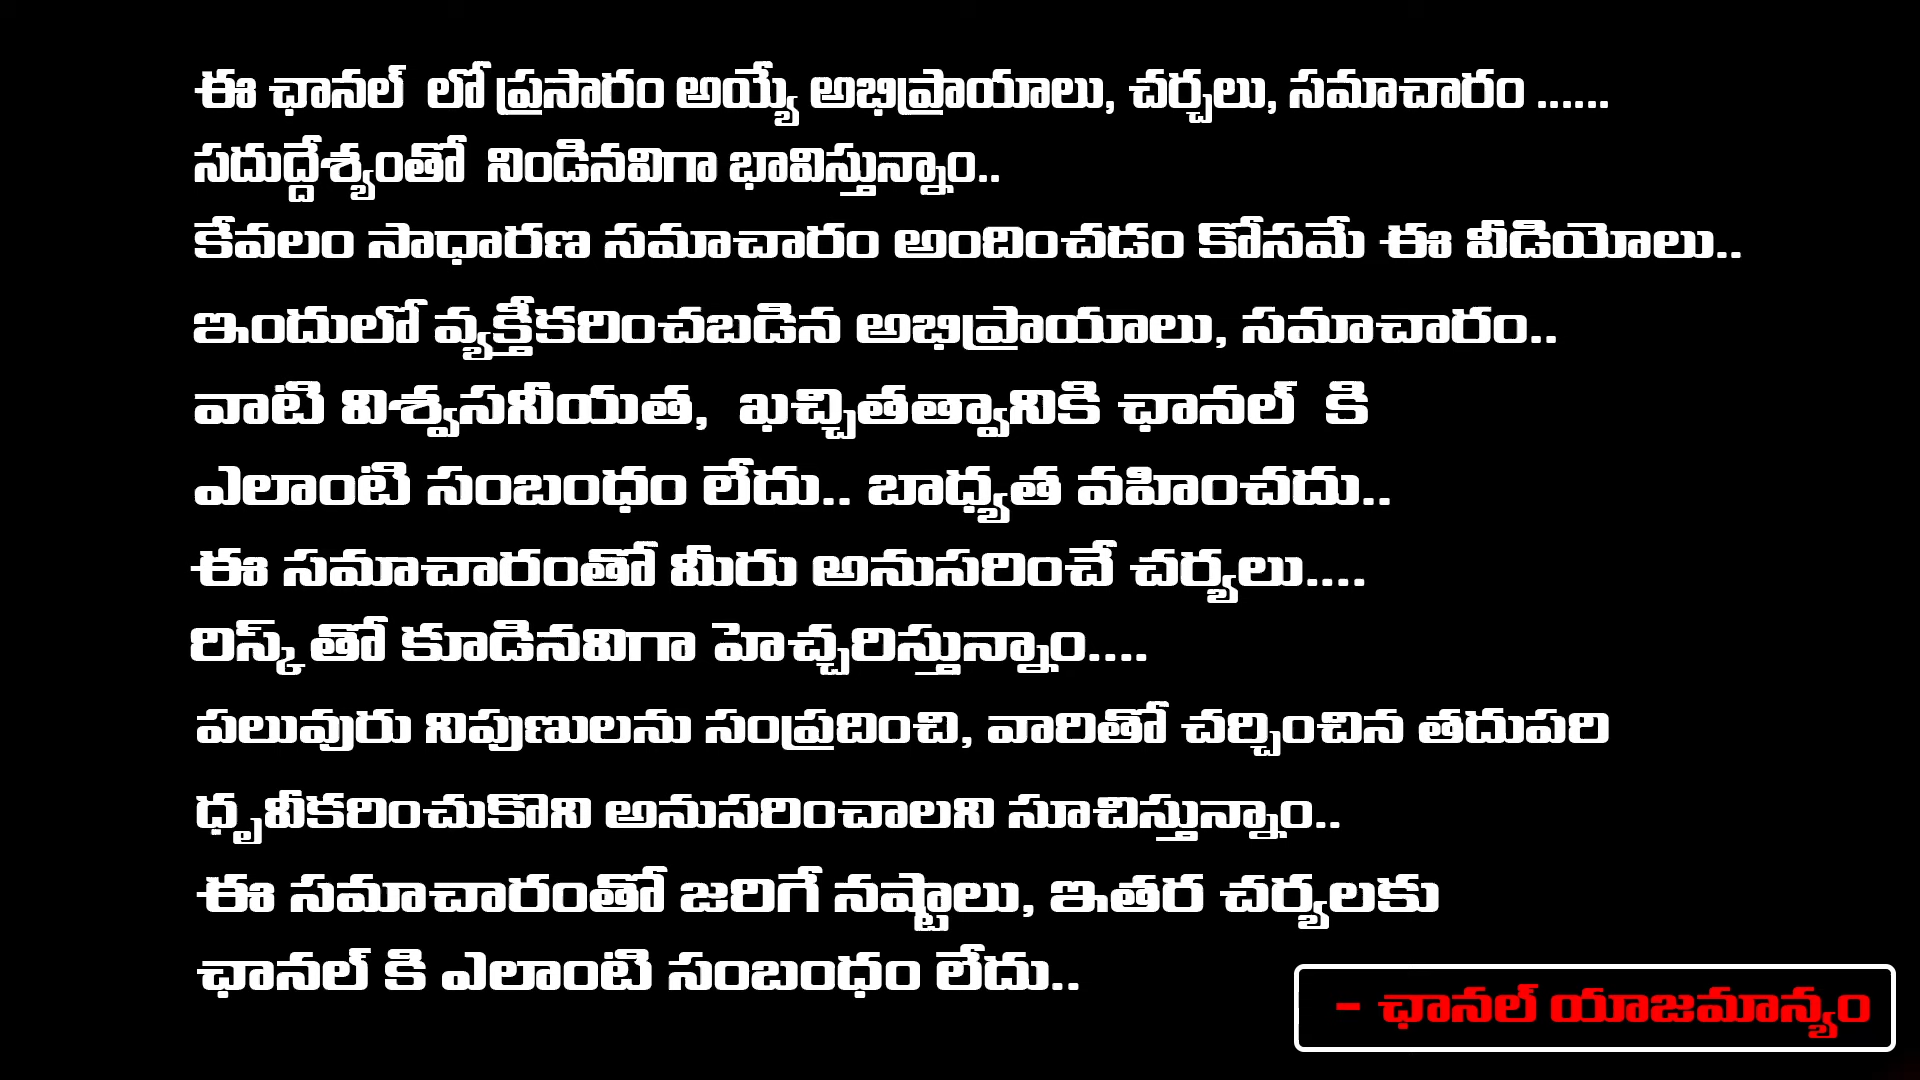 ఈ ఛానల్ లో ప్రసారం అయ్యే అభిప్రాయాలు, చర్చలు, సమాచారం ......
సదుద్దేశ్యంతో నిండినవిగా భావిస్తున్నాం..
కేవలం సాధారణ సమాచారం అందించడం కోసమే ఈ వీడియోలు..
ఇందులో వ్యక్తీకరించబడిన అభిప్రాయాలు, సమాచారం..
వాటి విశ్వసనీయత, ఖచ్చితత్వానికి ఛానల్ కి
ఎలాంటి సంబంధం లేదు.. బాధ్యత వహించదు..
ఈ సమాచారంతో మీరు అనుసరించే చర్యలు....
రిస్క్ తో కూడినవిగా హెచ్చరిస్తున్నాం....
పలువురు నిపుణులను సంప్రదించి, వారితో చర్చించిన తదుపరి
ధృవీకరించుకొని అనుసరించాలని సూచిస్తున్నాం..
ఈ సమాచారంతో జరిగే నష్టాలు, ఇతర చర్యలకు
ఛానల్ కి ఎలాంటి సంబంధం లేదు..
- ఛానల్ యాజమాన్యం